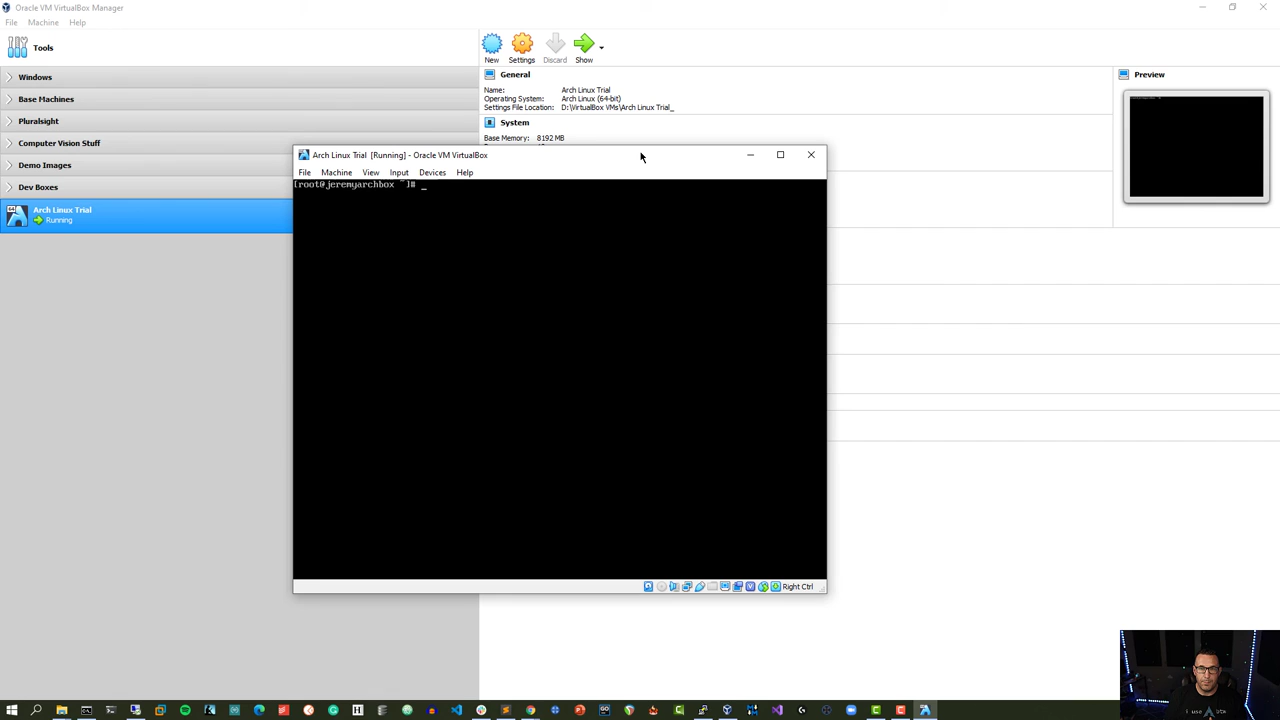 Oracle VM VirtualBox Manager
File Machine Help
Tools
Windows
Base Machines
Pluralsight
Computer Vision Stuff
Demo Images
Dev Boxes
Arch Linux Trial
Running
New Settings Discard Show
General
Name: Arch Linux Trial
Operating System: Arch Linux (64-bit)
Settings File Location: D:\VirtualBox VMs\Arch Linux Trial_
System
Base Memory: 8192 MB
Preview
Arch Linux Trial [Running] - Oracle VM VirtualBox
File Machine View Input Devices Help
[root@jeremyarchbox ~]# _
Right Ctrl
I use btw